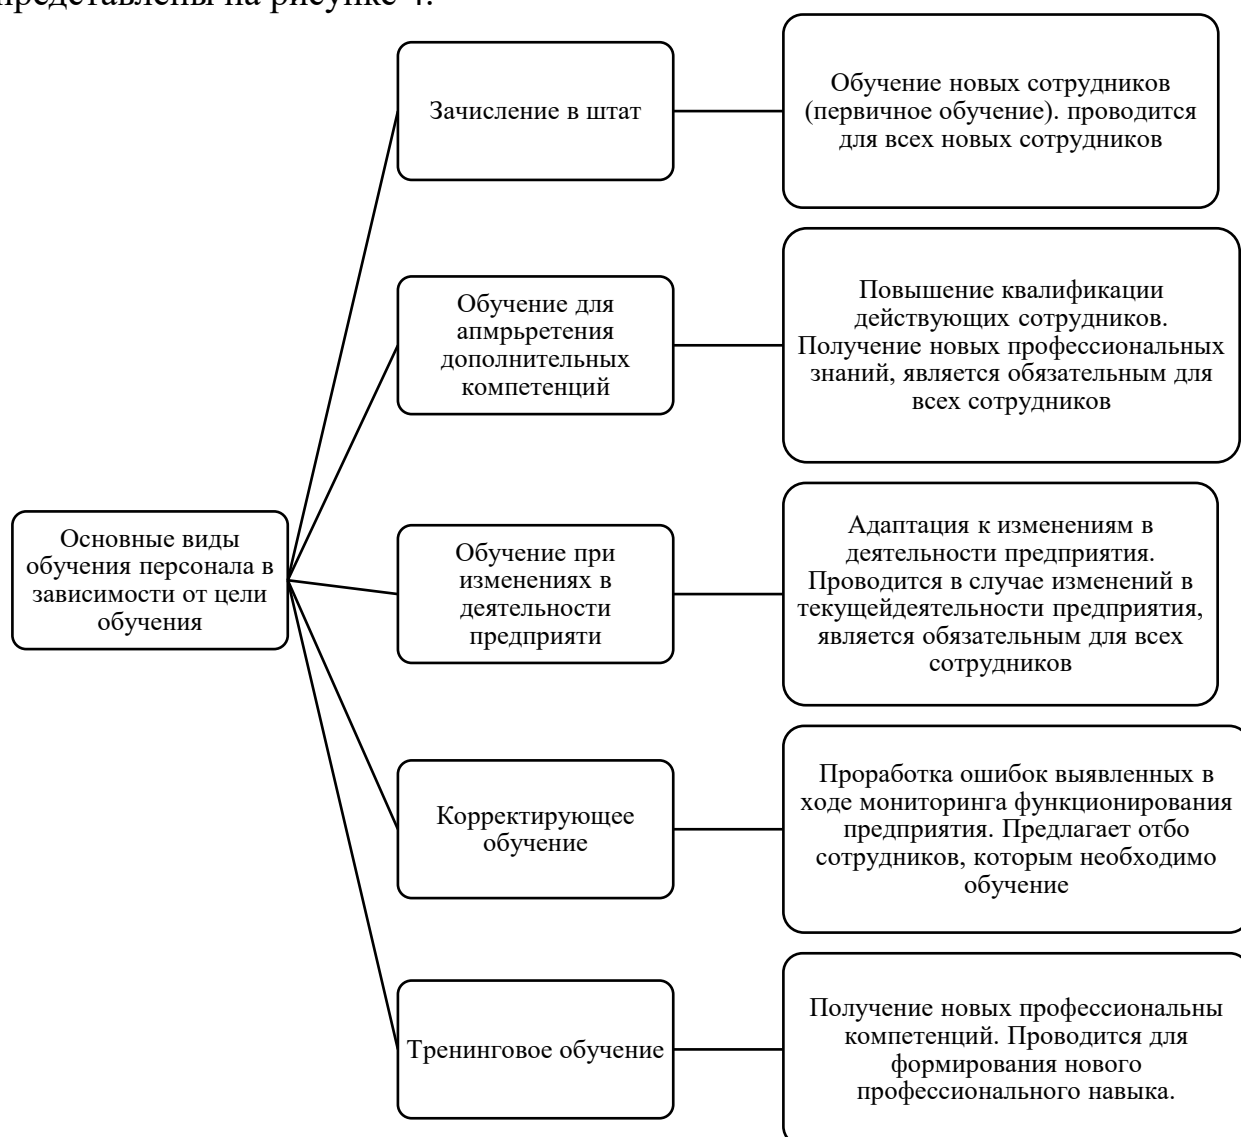 представлены на рисунке 4.
Зачисление в штат
Обучение новых сотрудников
(первичное обучение). проводится
для всех новых сотрудников
Обучение для
апмрьретения
дополнительных
компетенций
Повышение квалификации
действующих сотрудников.
Получение новых профессиональных
знаний, является обязательным для
всех сотрудников
Основные виды
обучения персонала в
зависимости от цели
обучения
Обучение при
изменениях в
деятельности
предприяти
Адаптация к изменениям в
деятельности предприятия.
Проводится в случае изменений в
текущейдеятельности предприятия,
является обязательным для всех
сотрудников
Корректирующее
обучение
Проработка ошибок выявленных в
ходе мониторинга функционирования
предприятия. Предлагает отбо
сотрудников, которым необходимо
обучение
Тренинговое обучение
Получение новых профессиональны
компетенций. Проводится для
формирования нового
профессионального навыка.